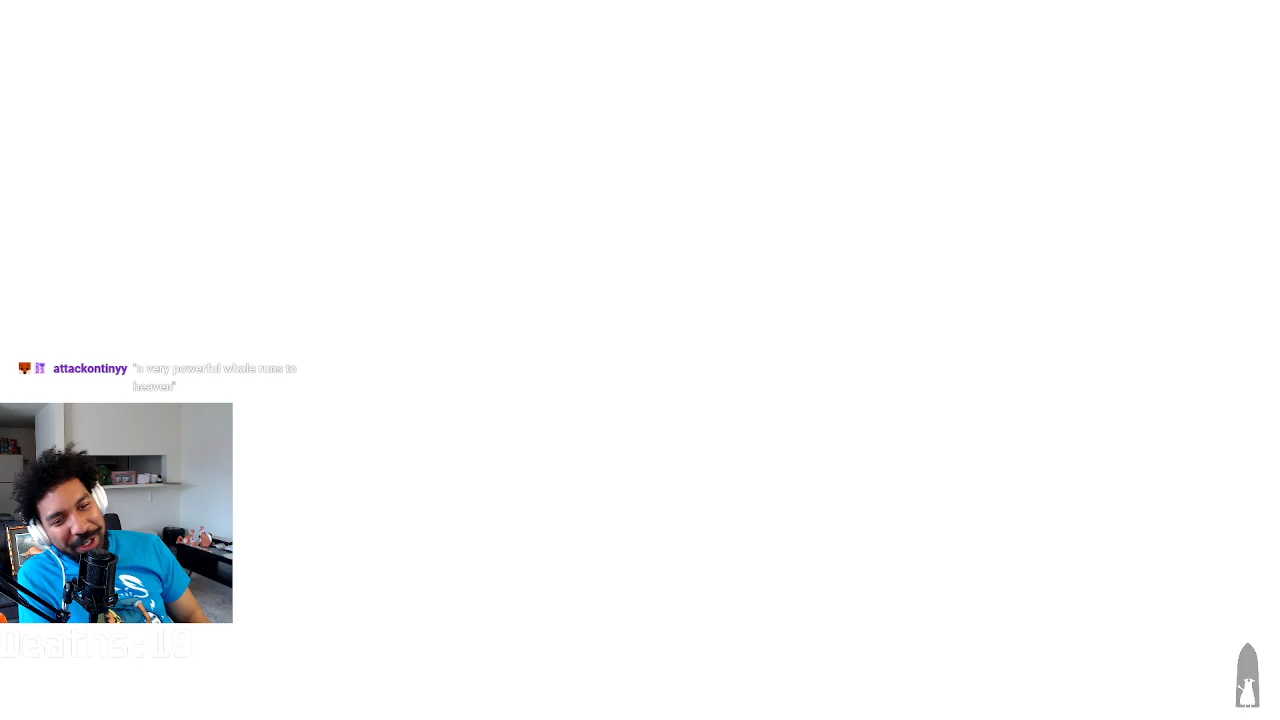 attackontinyy "a very powerful whale runs to
heaven"
Deaths:19